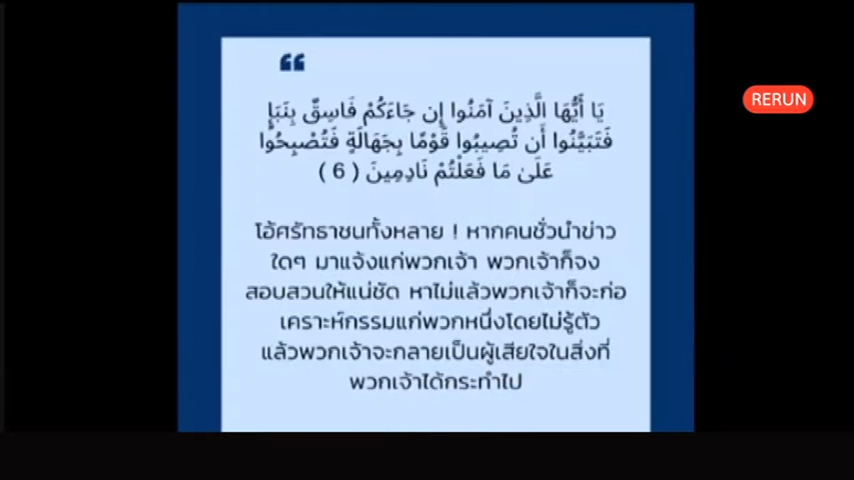 ❝
يَا أَيُّهَا الَّذِينَ آمَنُوا إِن جَاءَكُمْ فَاسِقٌ بِنَبَإٍ
فَتَبَيَّنُوا أَن تُصِيبُوا قَوْمًا بِجَهَالَةٍ فَتُصْبِحُوا
عَلَىٰ مَا فَعَلْتُمْ نَادِمِينَ ( 6 )
RERUN
โอ้ศรัทธาชนทั้งหลาย ! หากคนชั่วนำข่าว
ใดๆ มาแจ้งแก่พวกเจ้า พวกเจ้าก็จง
สอบสวนให้แน่ชัด หาไม่แล้วพวกเจ้าก็จะก่อ
เคราะห์กรรมแก่พวกหนึ่งโดยไม่รู้ตัว
แล้วพวกเจ้าจะกลายเป็นผู้เสียใจในสิ่งที่
พวกเจ้าได้กระทำไป